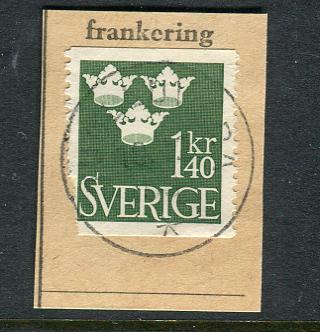 frankering
1 kr
40
SVERIGE